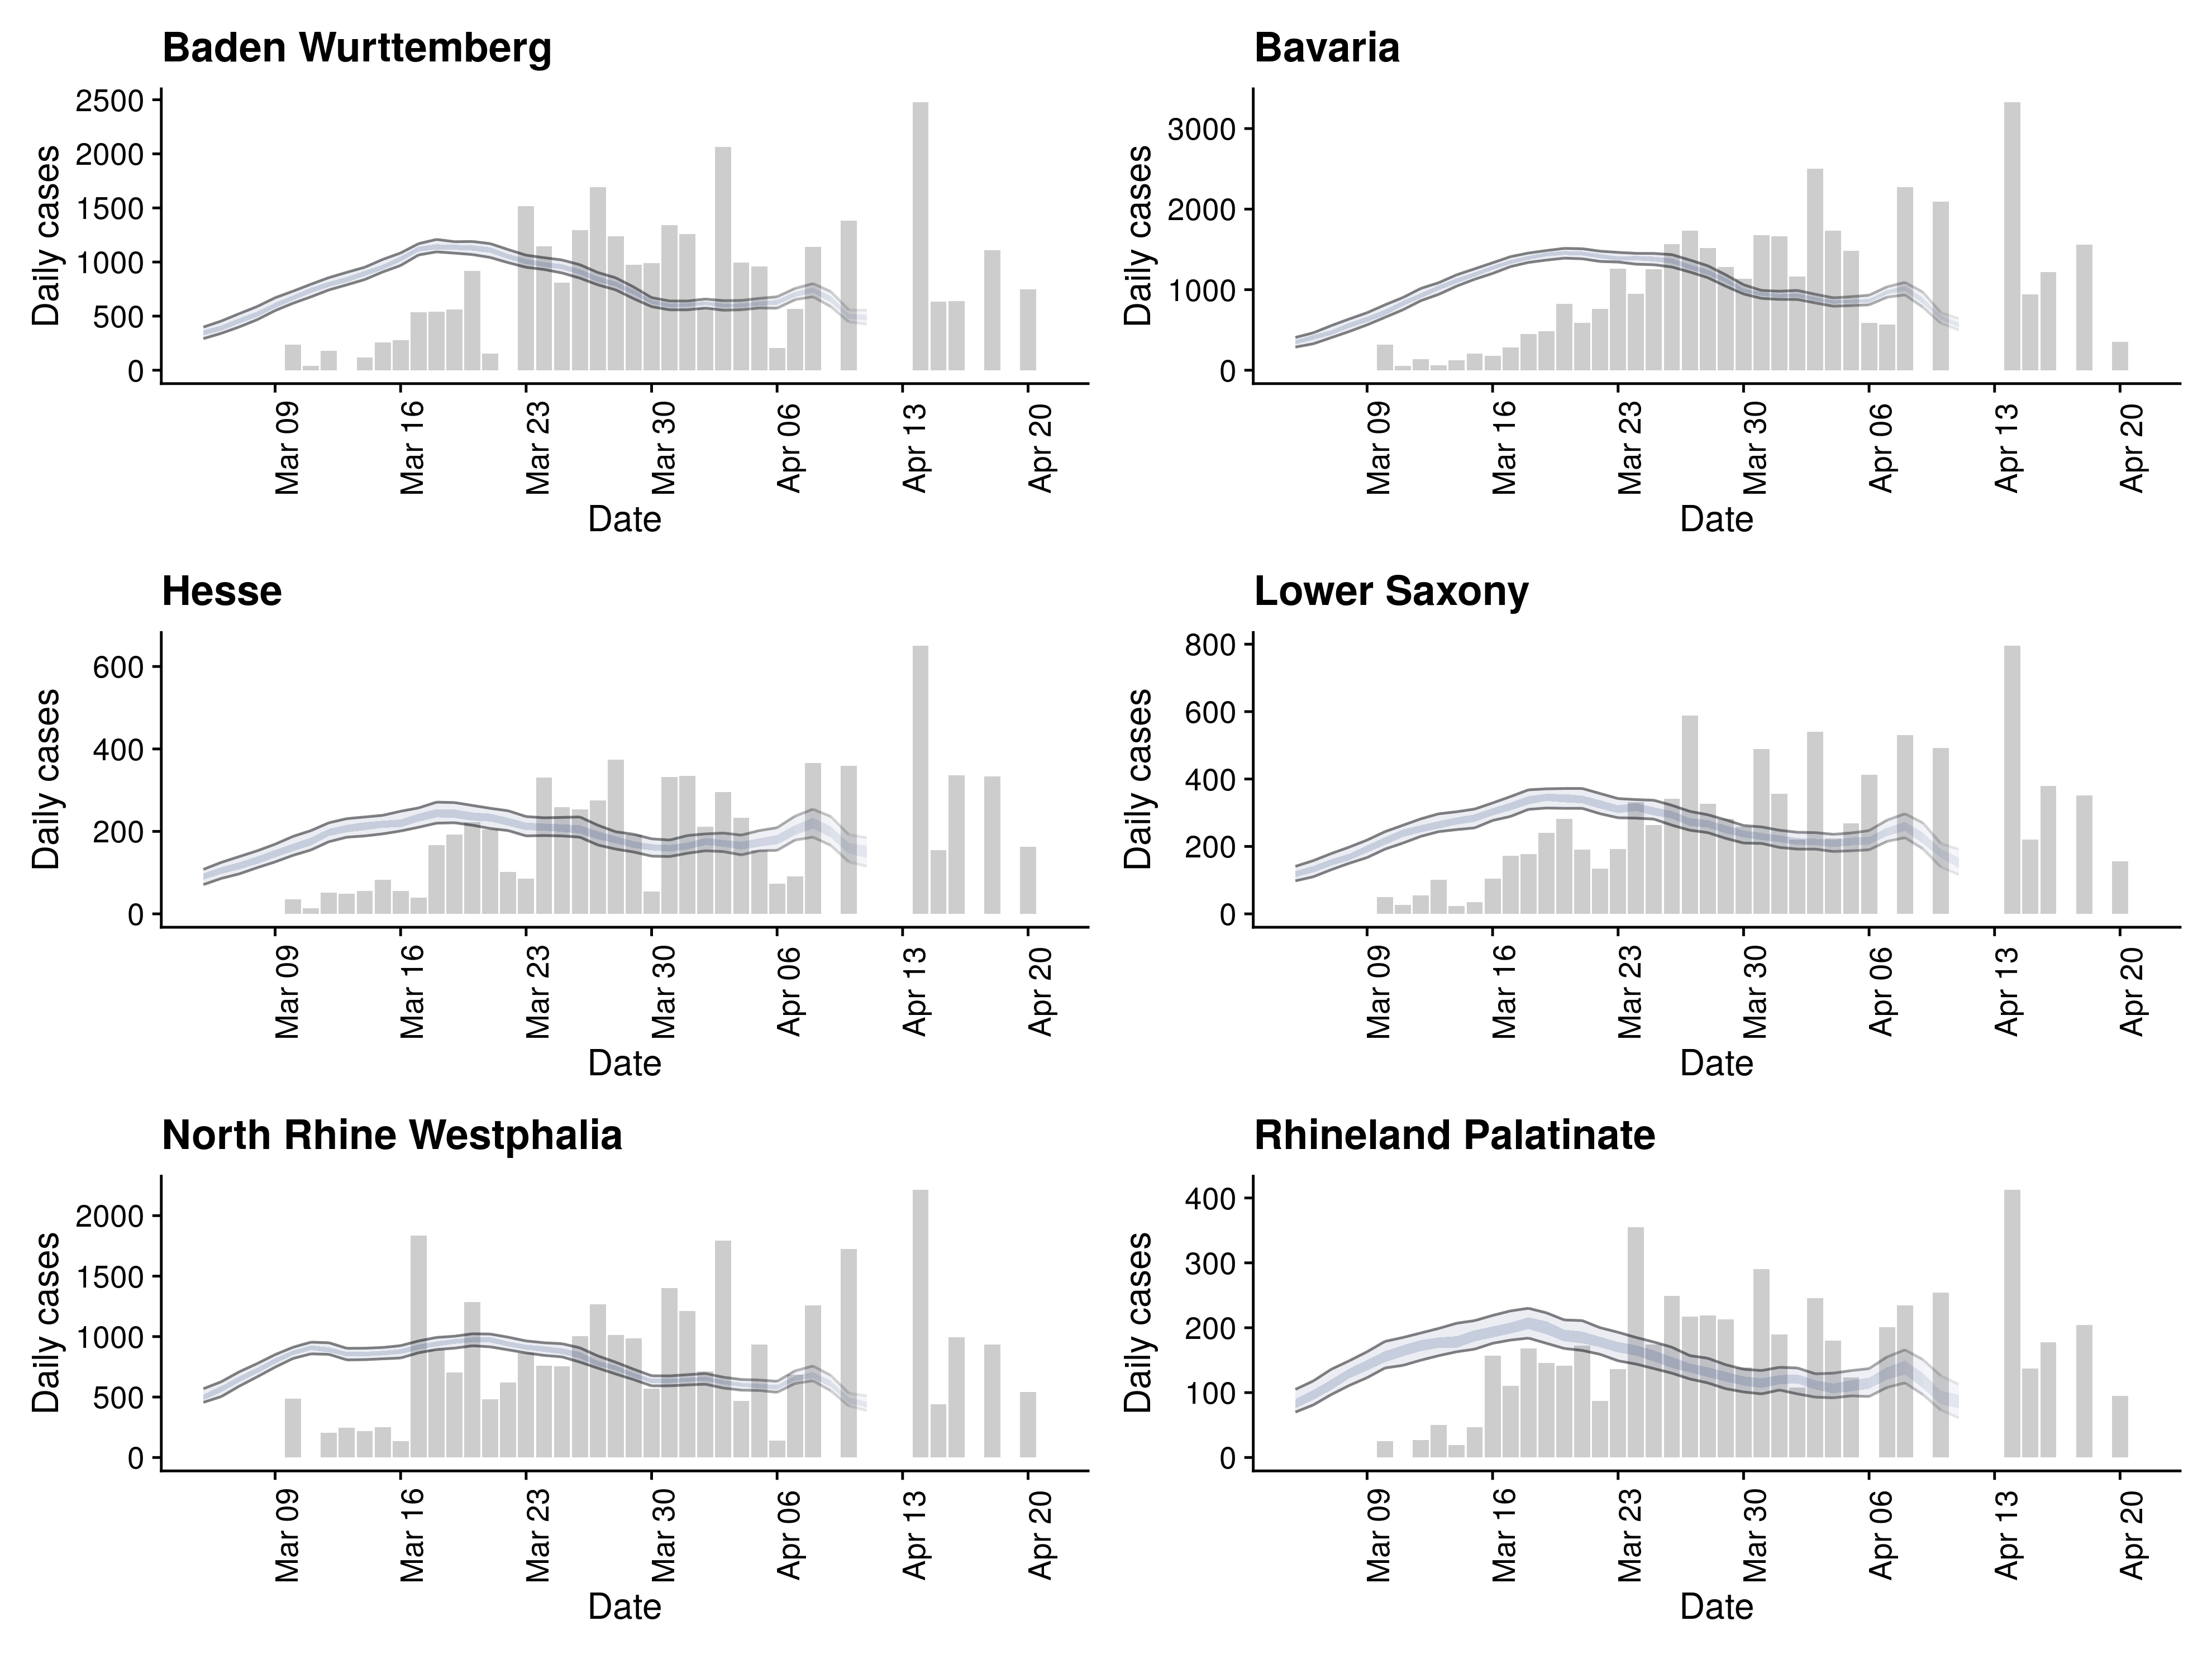 Baden Wurttemberg
Daily cases
2500
2000
1500
1000
500
0
Mar 09
Mar 16
Mar 23
Mar 30
Apr 06
Apr 13
Apr 20
Date
Bavaria
Daily cases
3000
2000
1000
0
Mar 09
Mar 16
Mar 23
Mar 30
Apr 06
Apr 13
Apr 20
Date
Hesse
Daily cases
600
400
200
0
Mar 09
Mar 16
Mar 23
Mar 30
Apr 06
Apr 13
Apr 20
Date
Lower Saxony
Daily cases
800
600
400
200
0
Mar 09
Mar 16
Mar 23
Mar 30
Apr 06
Apr 13
Apr 20
Date
North Rhine Westphalia
Daily cases
2000
1500
1000
500
0
Mar 09
Mar 16
Mar 23
Mar 30
Apr 06
Apr 13
Apr 20
Date
Rhineland Palatinate
Daily cases
400
300
200
100
0
Mar 09
Mar 16
Mar 23
Mar 30
Apr 06
Apr 13
Apr 20
Date